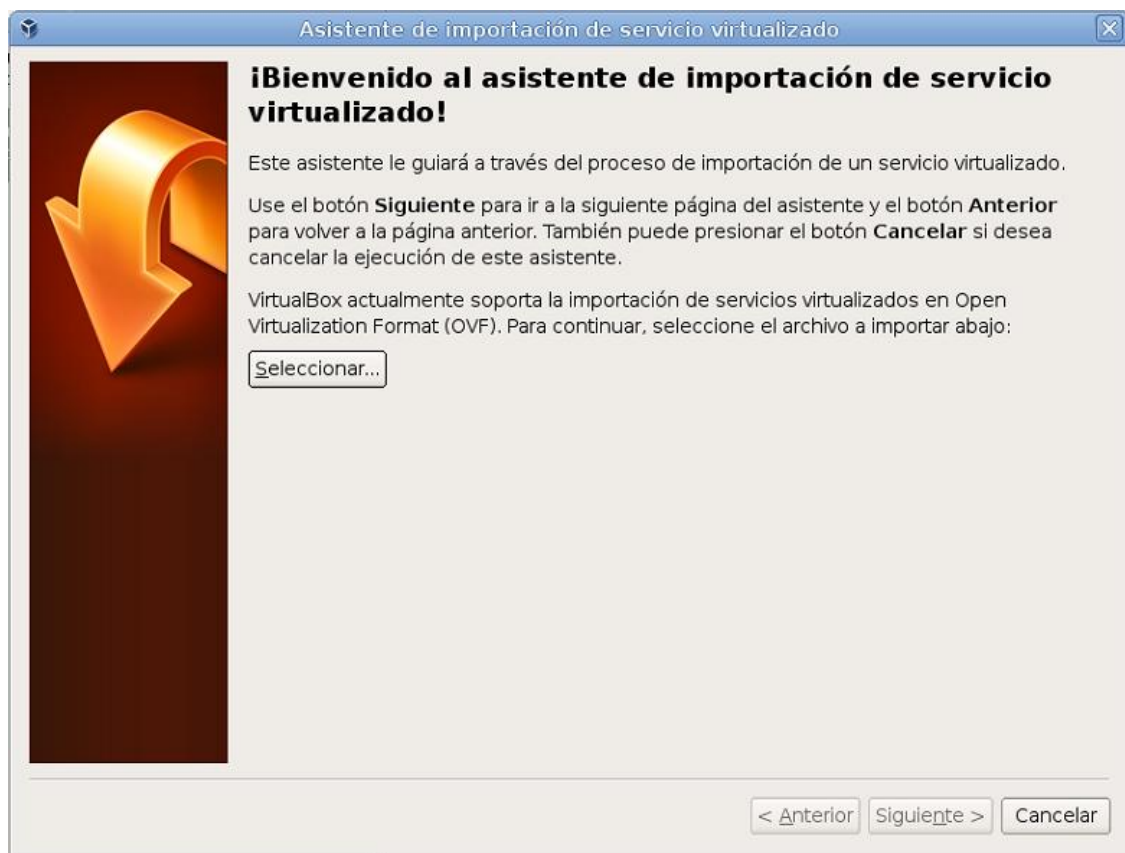 Asistente de importación de servicio virtualizado
¡Bienvenido al asistente de importación de servicio
virtualizado!
Este asistente le guiará a través del proceso de importación de un servicio virtualizado.
Use el botón Siguiente para ir a la siguiente página del asistente y el botón Anterior
para volver a la página anterior. También puede presionar el botón Cancelar si desea
cancelar la ejecución de este asistente.
VirtualBox actualmente soporta la importación de servicios virtualizados en Open
Virtualization Format (OVF). Para continuar, seleccione el archivo a importar abajo:
Seleccionar...
< Anterior Siguiente > Cancelar